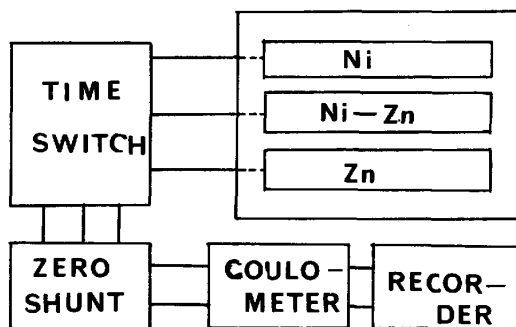 TIME
SWITCH
Ni
Ni—Zn
Zn
ZERO
SHUNT
COULO-
METER
RECOR-
DER